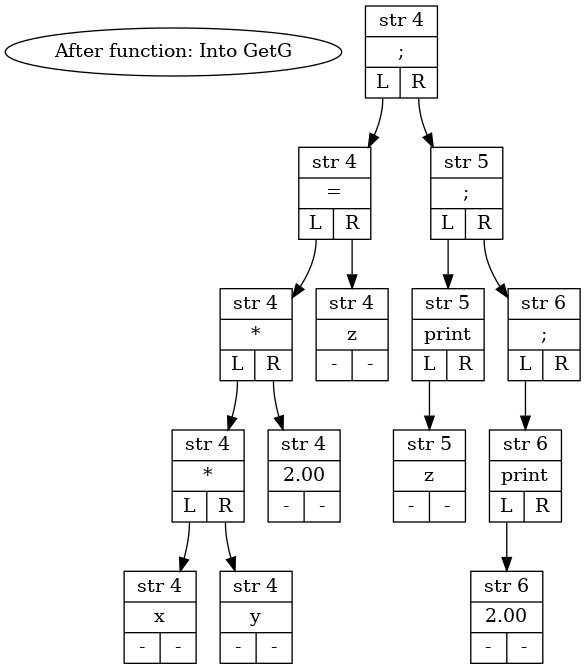 After function: Into GetG
str 4
;
L R
str 4
=
L R
str 5
;
L R
str 4
*
L R
str 4
z
- -
str 5
print
L R
str 6
;
L R
str 4
*
L R
str 4
2.00
- -
str 5
z
- -
str 6
print
L R
str 4
x
- -
str 4
y
- -
str 6
2.00
- -